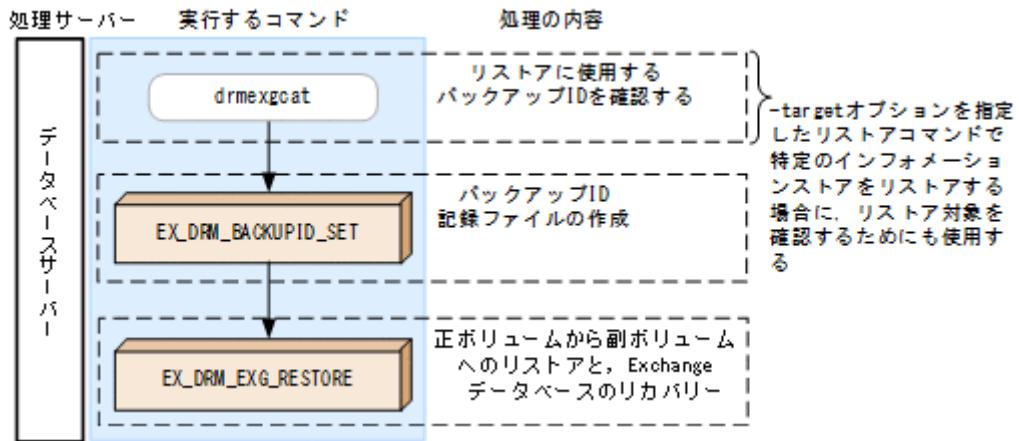 処理サーバー
実行するコマンド
処理の内容
データベースサーバー
drmexgcat
リストアに使用する
バックアップIDを確認する
-targetオプションを指定
したリストアコマンドで
特定のインフォメーショ
ンストアをリストアする
場合に，リストア対象を
確認するためにも使用す
る
EX_DRM_BACKUPID_SET
バックアップID
記録ファイルの作成
EX_DRM_EXG_RESTORE
正ボリュームから副ボリューム
へのリストアと，Exchange
データベースのリカバリー